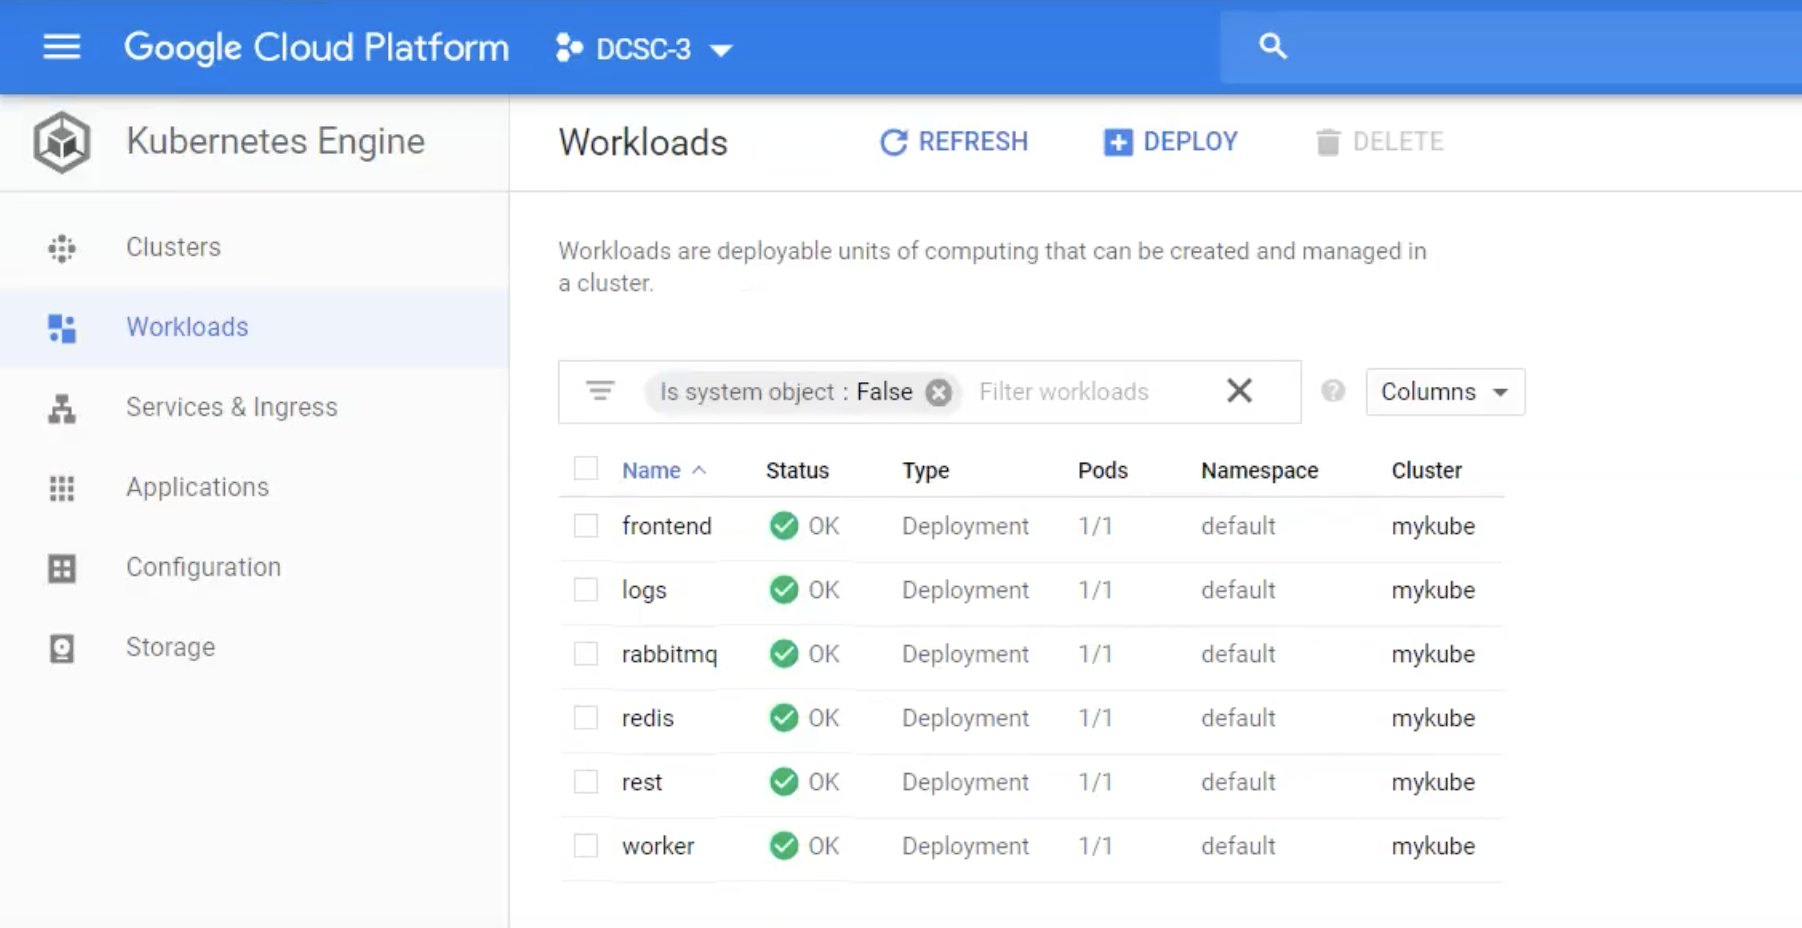 Google Cloud Platform DCSC-3
Kubernetes Engine
Clusters
Workloads
Services & Ingress
Applications
Configuration
Storage
Workloads REFRESH DEPLOY DELETE
Workloads are deployable units of computing that can be created and managed in
a cluster.
Is system object : False Filter workloads Columns
Name Status Type Pods Namespace Cluster
frontend OK Deployment 1/1 default mykube
logs OK Deployment 1/1 default mykube
rabbitmq OK Deployment 1/1 default mykube
redis OK Deployment 1/1 default mykube
rest OK Deployment 1/1 default mykube
worker OK Deployment 1/1 default mykube